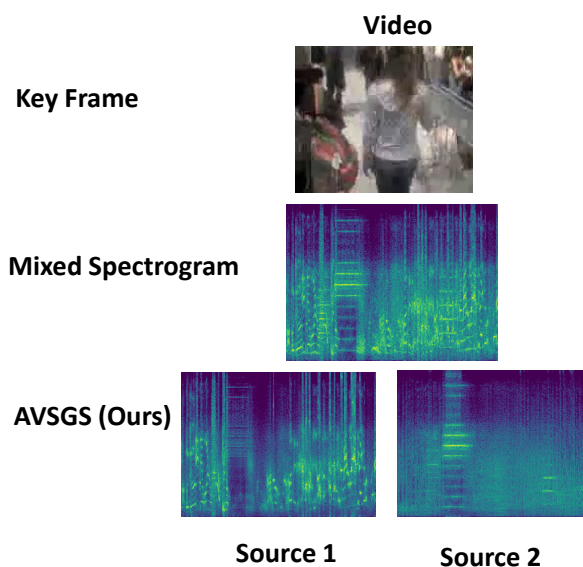 Video
Key Frame
Mixed Spectrogram
AVSGS (Ours)
Source 1
Source 2